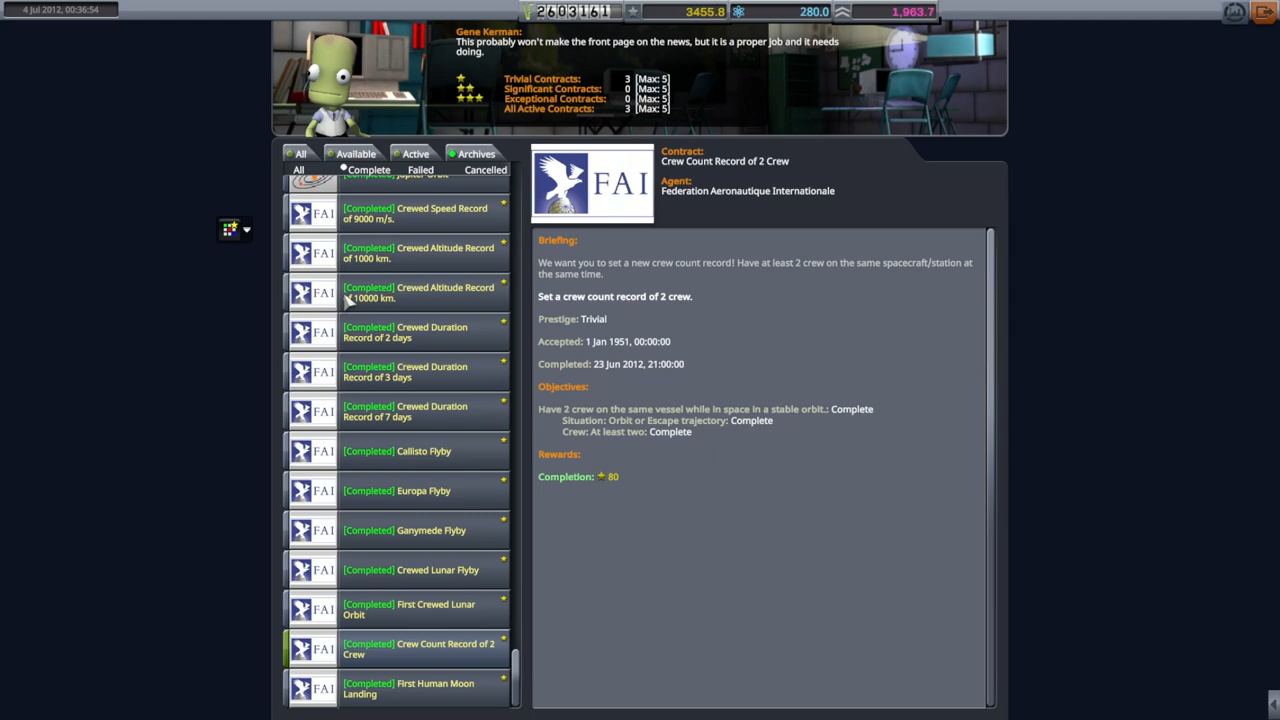 4 Jul 2012, 00:36:54
2603161
3455.8
280.0
1,963.7
Gene Kerman:
This probably won't make the front page on the news, but it is a proper job and it needs
doing.
Trivial Contracts: 3 [Max: 5]
Significant Contracts: 0 [Max: 5]
Exceptional Contracts: 0 [Max: 5]
All Active Contracts: 3 [Max: 5]
All
Available
Active
Archives
All
Complete
Failed
Cancelled
FAI [Completed] Crewed Speed Record
of 9000 m/s.
FAI [Completed] Crewed Altitude Record
of 1000 km.
FAI [Completed] Crewed Altitude Record
of 10000 km.
FAI [Completed] Crewed Duration
Record of 2 days
FAI [Completed] Crewed Duration
Record of 3 days
FAI [Completed] Crewed Duration
Record of 7 days
FAI [Completed] Callisto Flyby
FAI [Completed] Europa Flyby
FAI [Completed] Ganymede Flyby
FAI [Completed] Crewed Lunar Flyby
FAI [Completed] First Crewed Lunar
Orbit
FAI [Completed] Crew Count Record of 2
Crew
FAI [Completed] First Human Moon
Landing
FAI
Contract:
Crew Count Record of 2 Crew
Agent:
Federation Aeronautique Internationale
Briefing:
We want you to set a new crew count record! Have at least 2 crew on the same spacecraft/station at
the same time.
Set a crew count record of 2 crew.
Prestige: Trivial
Accepted: 1 Jan 1951, 00:00:00
Completed: 23 Jun 2012, 21:00:00
Objectives:
Have 2 crew on the same vessel while in space in a stable orbit.: Complete
Situation: Orbit or Escape trajectory: Complete
Crew: At least two: Complete
Rewards:
Completion: 80